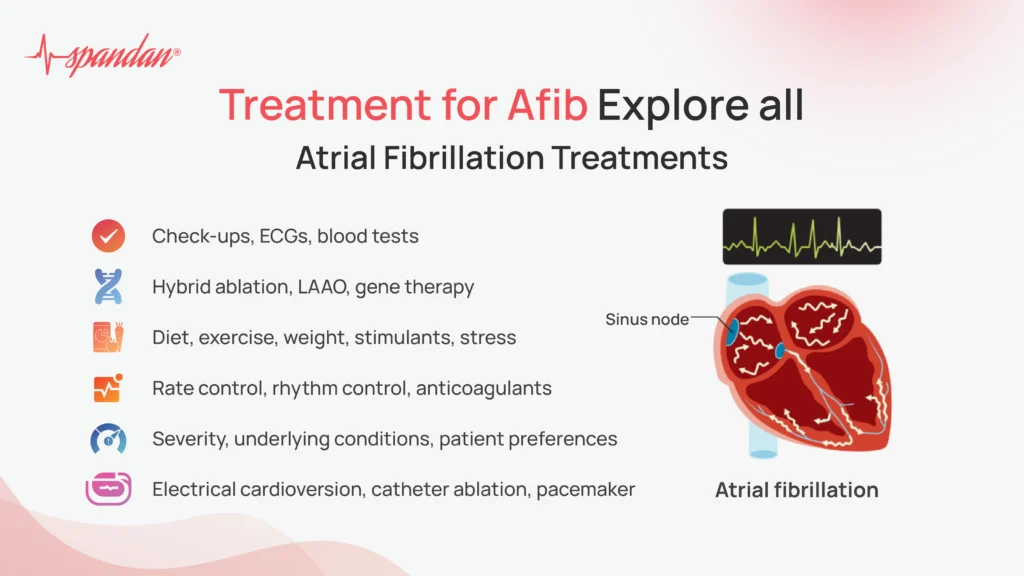 spandan®
Treatment for Afib Explore all
Atrial Fibrillation Treatments
Check-ups, ECGs, blood tests
Hybrid ablation, LAAO, gene therapy
Diet, exercise, weight, stimulants, stress
Rate control, rhythm control, anticoagulants
Severity, underlying conditions, patient preferences
Electrical cardioversion, catheter ablation, pacemaker
Sinus node
Atrial fibrillation